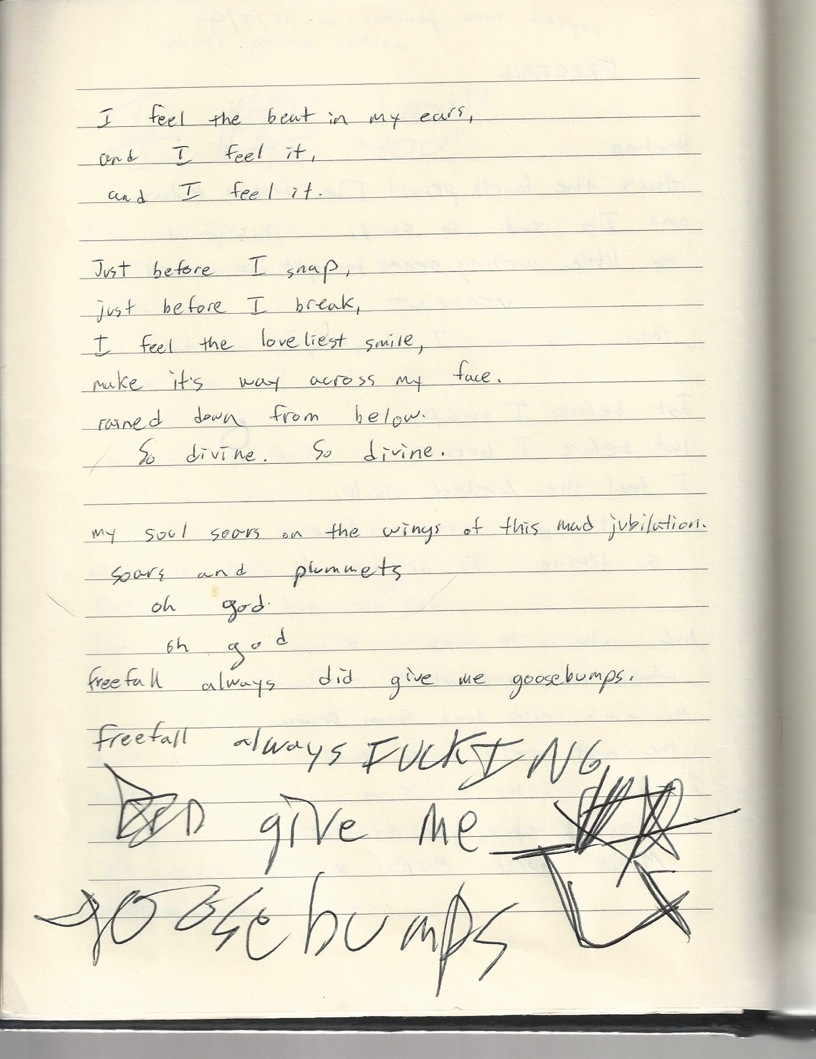 I feel the beat in my ears,
and I feel it,
and I feel it.
Just before I snap,
just before I break,
I feel the loveliest smile,
make it's way across my face.
rained down from below.
So divine. So divine.
my soul soars on the wings of this mad jubilation.
soars and plummets
oh god.
oh god
freefall always did give me goosebumps.
freefall always FUCKING
DID give me
goosebumps